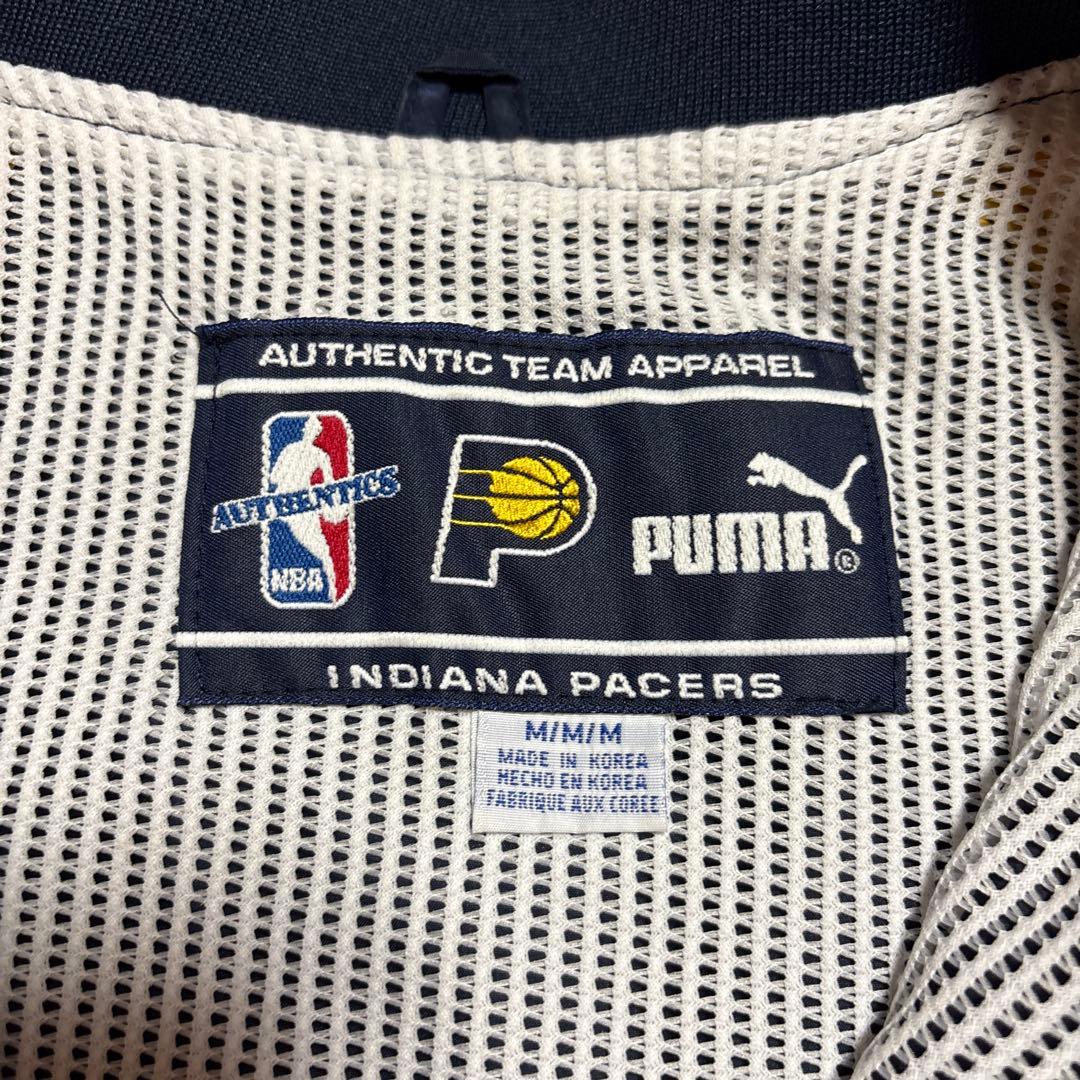 AUTHENTIC TEAM APPAREL
AUTHENTICS
NBA
PUMA®
INDIANA PACERS
M/M/M
MADE IN KOREA
HECHO EN KOREA
FABRIQUE AUX COREE